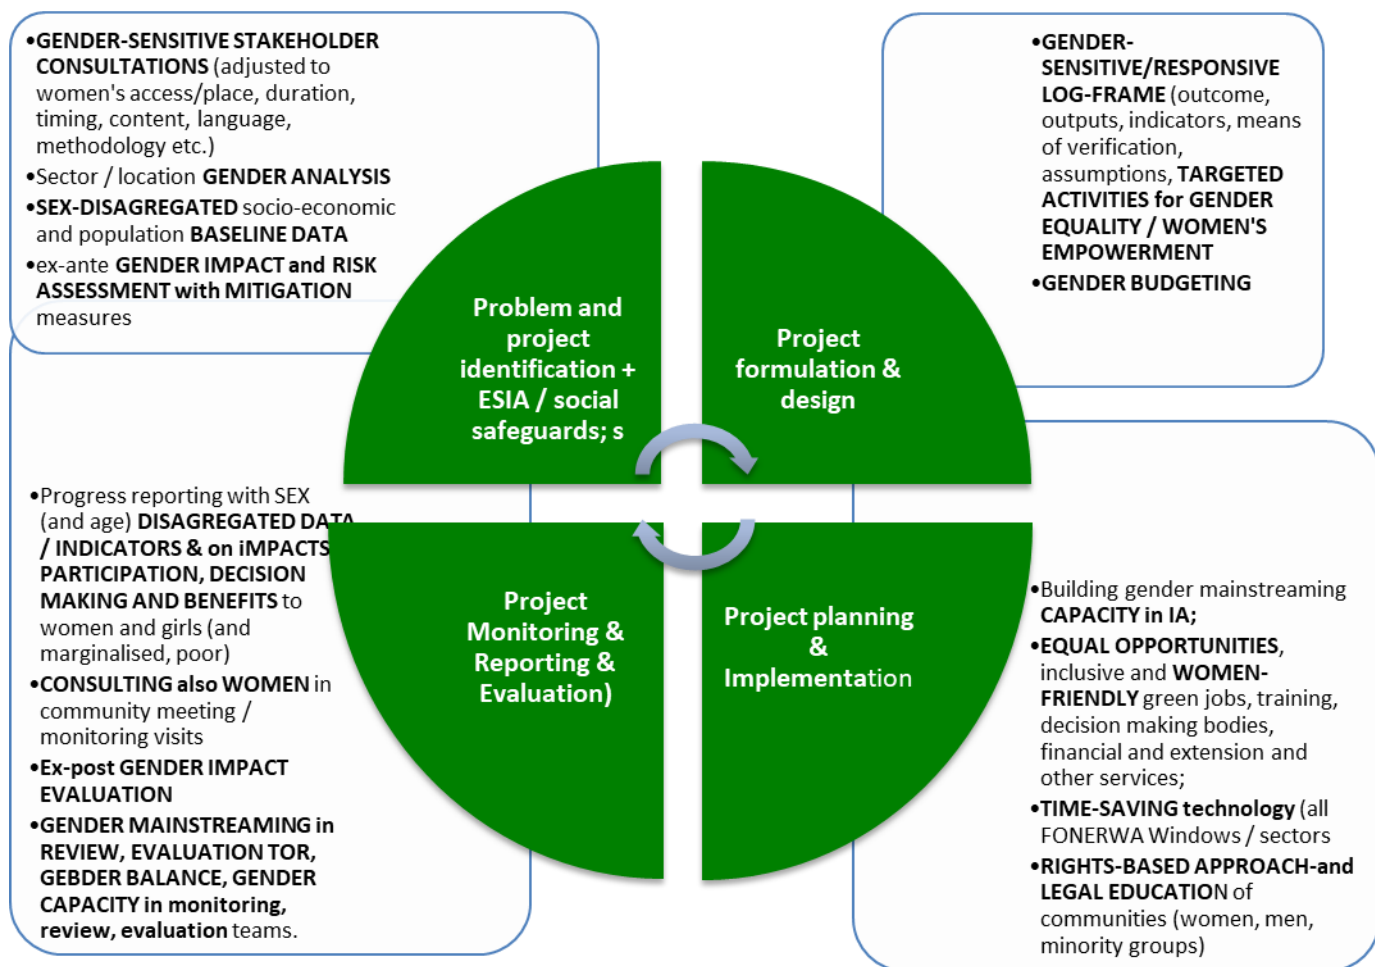 •GENDER-SENSITIVE STAKEHOLDER
CONSULTATIONS (adjusted to
women's access/place, duration,
timing, content, language,
methodology etc.)
•Sector / location GENDER ANALYSIS
•SEX-DISAGREGATED socio-economic
and population BASELINE DATA
•ex-ante GENDER IMPACT and RISK
ASSESSMENT with MITIGATION
measures
•GENDER-
SENSITIVE/RESPONSIVE
LOG-FRAME (outcome,
outputs, indicators, means
of verification,
assumptions, TARGETED
ACTIVITIES for GENDER
EQUALITY / WOMEN'S
EMPOWERMENT
•GENDER BUDGETING
Problem and
project
identification +
ESIA / social
safeguards; s
Project
formulation &
design
•Progress reporting with SEX
(and age) DISAGREGATED DATA
/ INDICATORS & on iMPACTS
PARTICIPATION, DECISION
MAKING AND BENEFITS to
women and girls (and
marginalised, poor)
•CONSULTING also WOMEN in
community meeting /
monitoring visits
•Ex-post GENDER IMPACT
EVALUATION
•GENDER MAINSTREAMING in
REVIEW, EVALUATION TOR,
GEBDER BALANCE, GENDER
CAPACITY in monitoring,
review, evaluation teams.
Project
Monitoring &
Reporting &
Evaluation)
Project planning
&
Implementation
•Building gender mainstreaming
CAPACITY in IA;
•EQUAL OPPORTUNITIES,
inclusive and WOMEN-
FRIENDLY green jobs, training,
decision making bodies,
financial and extension and
other services;
•TIME-SAVING technology (all
FONERWA Windows / sectors
•RIGHTS-BASED APPROACH-and
LEGAL EDUCATION of
communities (women, men,
minority groups)